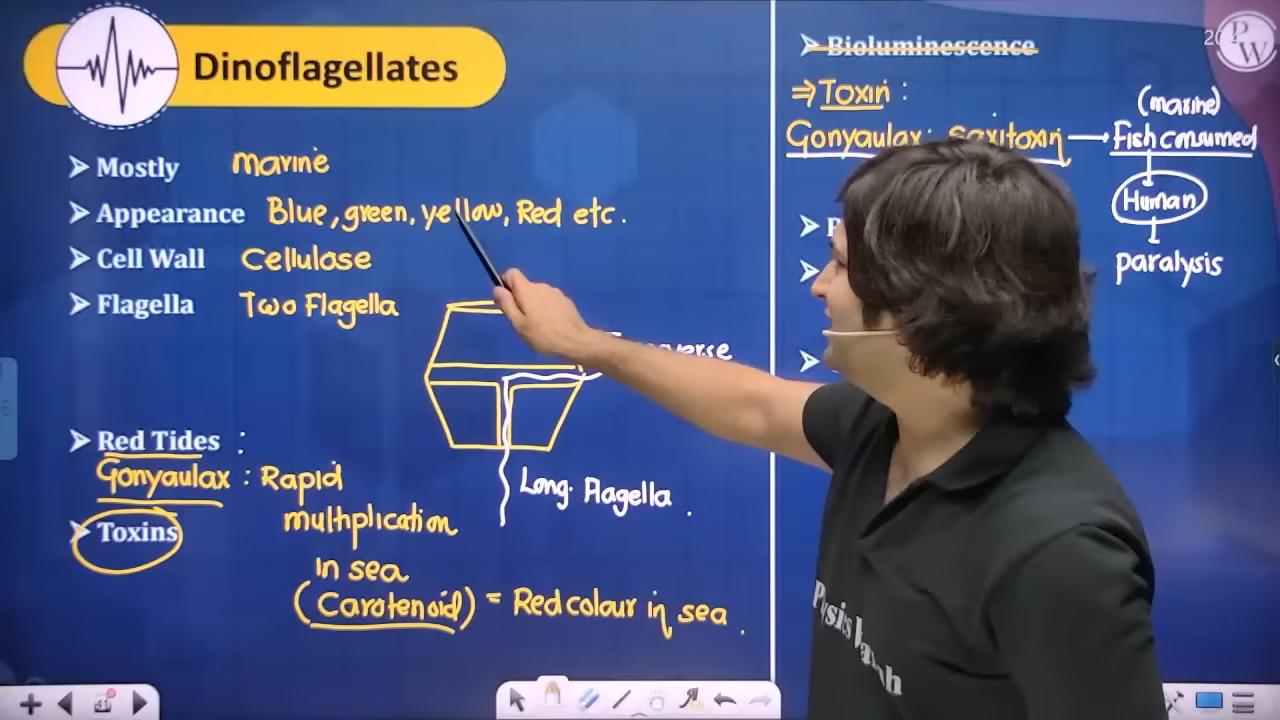 Dinoflagellates
➤ Mostly marine
➤ Appearance Blue, green, yellow, Red etc.
➤ Cell Wall Cellulose
➤ Flagella Two Flagella
Long. Flagella.
➤ Red Tides :
Gonyaulax : Rapid
multiplication
in sea
(Carotenoid) = Red colour in sea.
➤ Toxins
➤ Bioluminescence
⇒ Toxin :
Gonyaulax : saxitoxin → Fish consumed
(marine)
Human
paralysis
PW
41